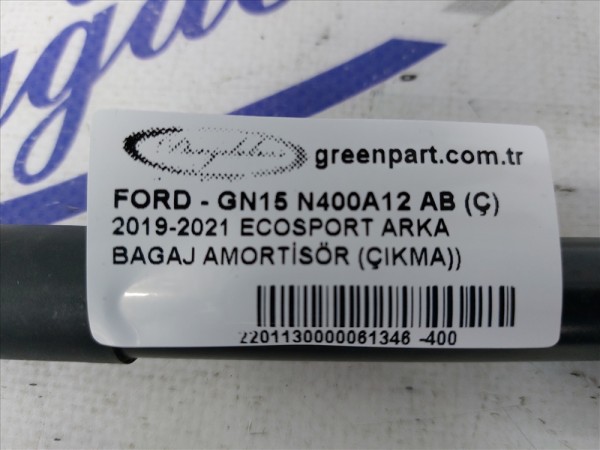 greenpart.com.tr
FORD - GN15 N400A12 AB (Ç)
2019-2021 ECOSPORT ARKA
BAGAJ AMORTİSÖR (ÇIKMA))
2201130000061346 -400